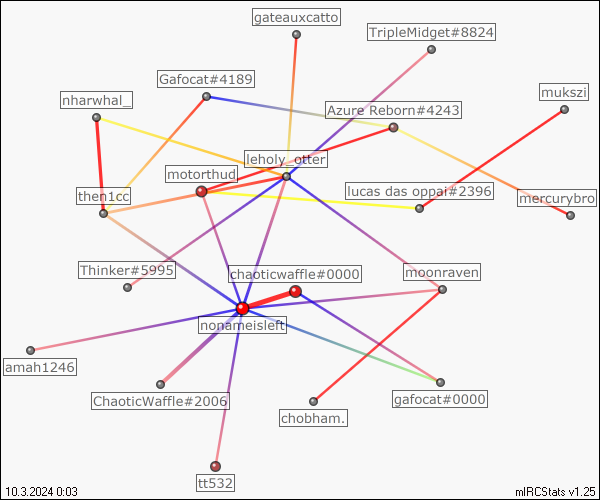 gateauxcatto
TripleMidget#8824
Gafocat#4189
mukszi
nharwhal_
Azure Reborn#4243
leholy_otter
motorthud
lucas das oppai#2396
then1cc
mercurybro
Thinker#5995
chaoticwaffle#0000
moonraven
nonameisleft
amah1246
ChaoticWaffle#2006
gafocat#0000
chobham.
tt532
10.3.2024 0:03
mIRCStats v1.25